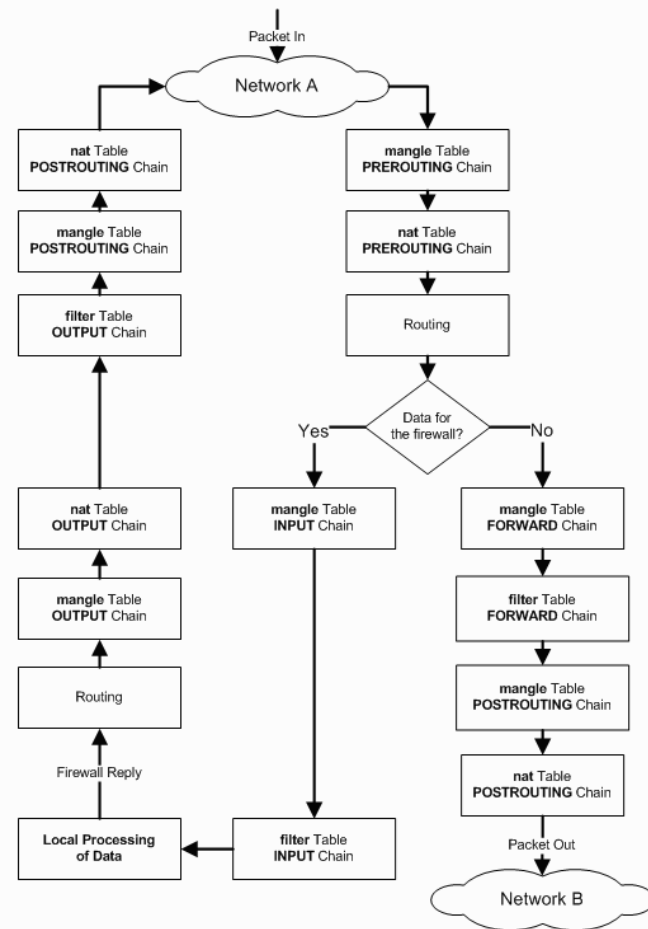 Packet In
Network A
nat Table
POSTROUTING Chain
mangle Table
POSTROUTING Chain
filter Table
OUTPUT Chain
nat Table
OUTPUT Chain
mangle Table
OUTPUT Chain
Routing
Firewall Reply
Local Processing
of Data
mangle Table
PREROUTING Chain
nat Table
PREROUTING Chain
Routing
Data for
the firewall?
Yes
No
mangle Table
INPUT Chain
filter Table
INPUT Chain
mangle Table
FORWARD Chain
filter Table
FORWARD Chain
mangle Table
POSTROUTING Chain
nat Table
POSTROUTING Chain
Packet Out
Network B